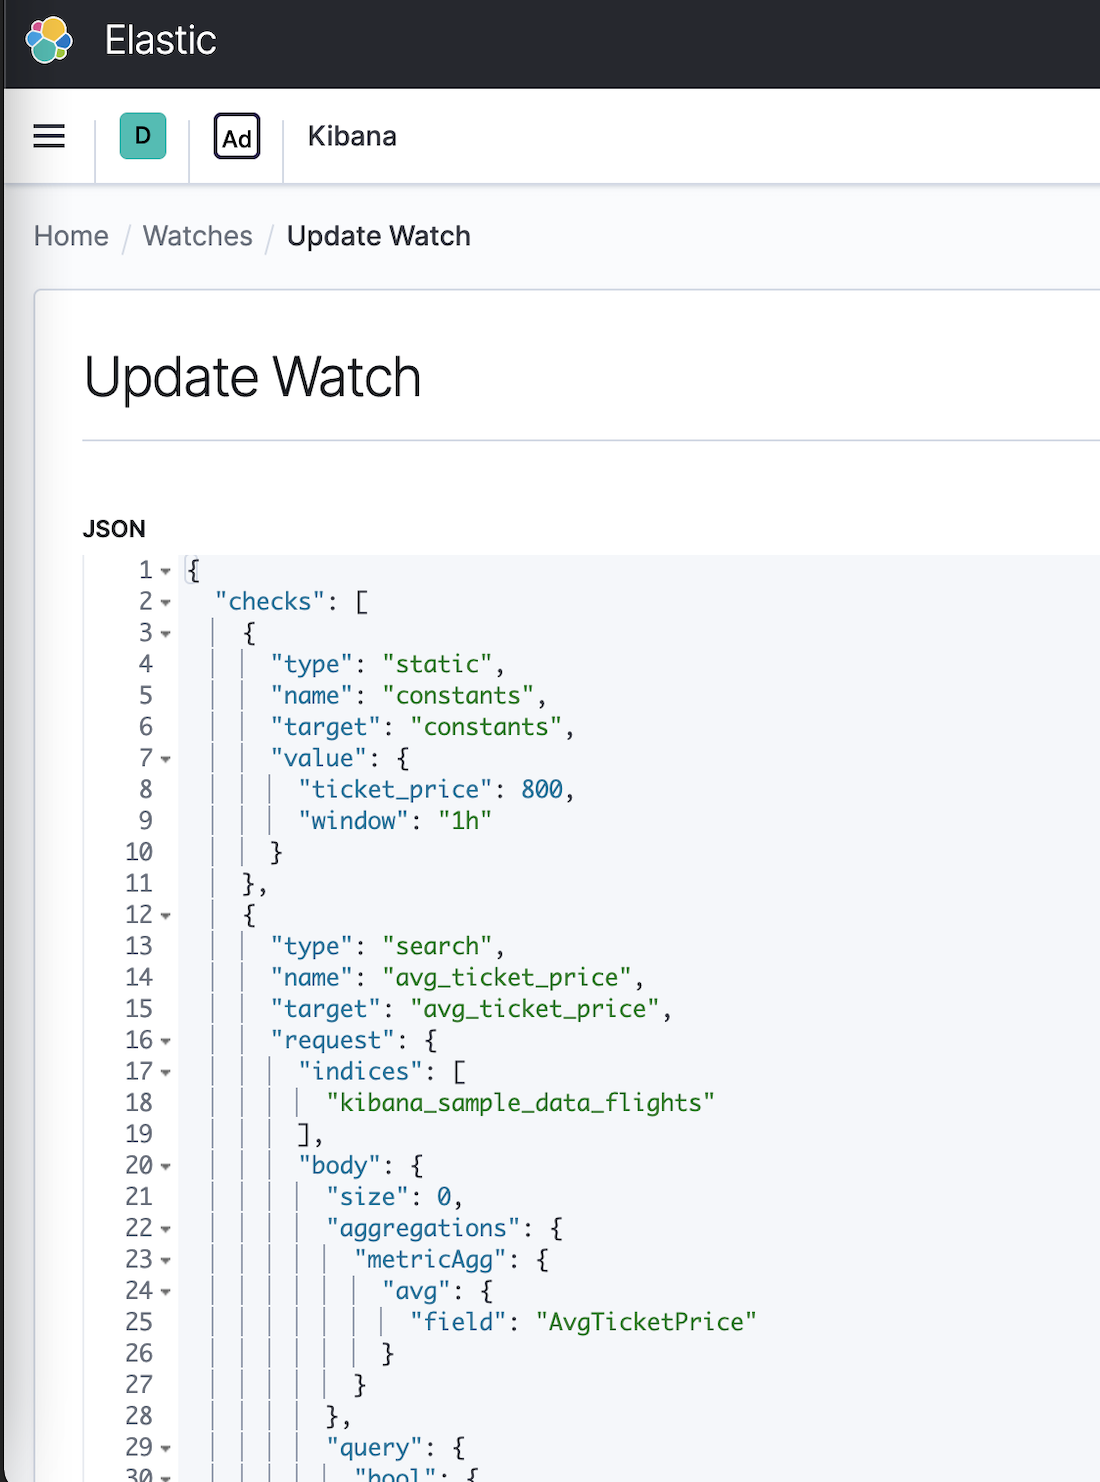 Elastic
D Ad Kibana
Home / Watches / Update Watch
Update Watch
JSON
1 {
2 "checks": [
3 {
4 "type": "static",
5 "name": "constants",
6 "target": "constants",
7 "value": {
8 "ticket_price": 800,
9 "window": "1h"
10 }
11 },
12 {
13 "type": "search",
14 "name": "avg_ticket_price",
15 "target": "avg_ticket_price",
16 "request": {
17 "indices": [
18 "kibana_sample_data_flights"
19 ],
20 "body": {
21 "size": 0,
22 "aggregations": {
23 "metricAgg": {
24 "avg": {
25 "field": "AvgTicketPrice"
26 }
27 }
28 },
29 "query": {
30 "bool": {